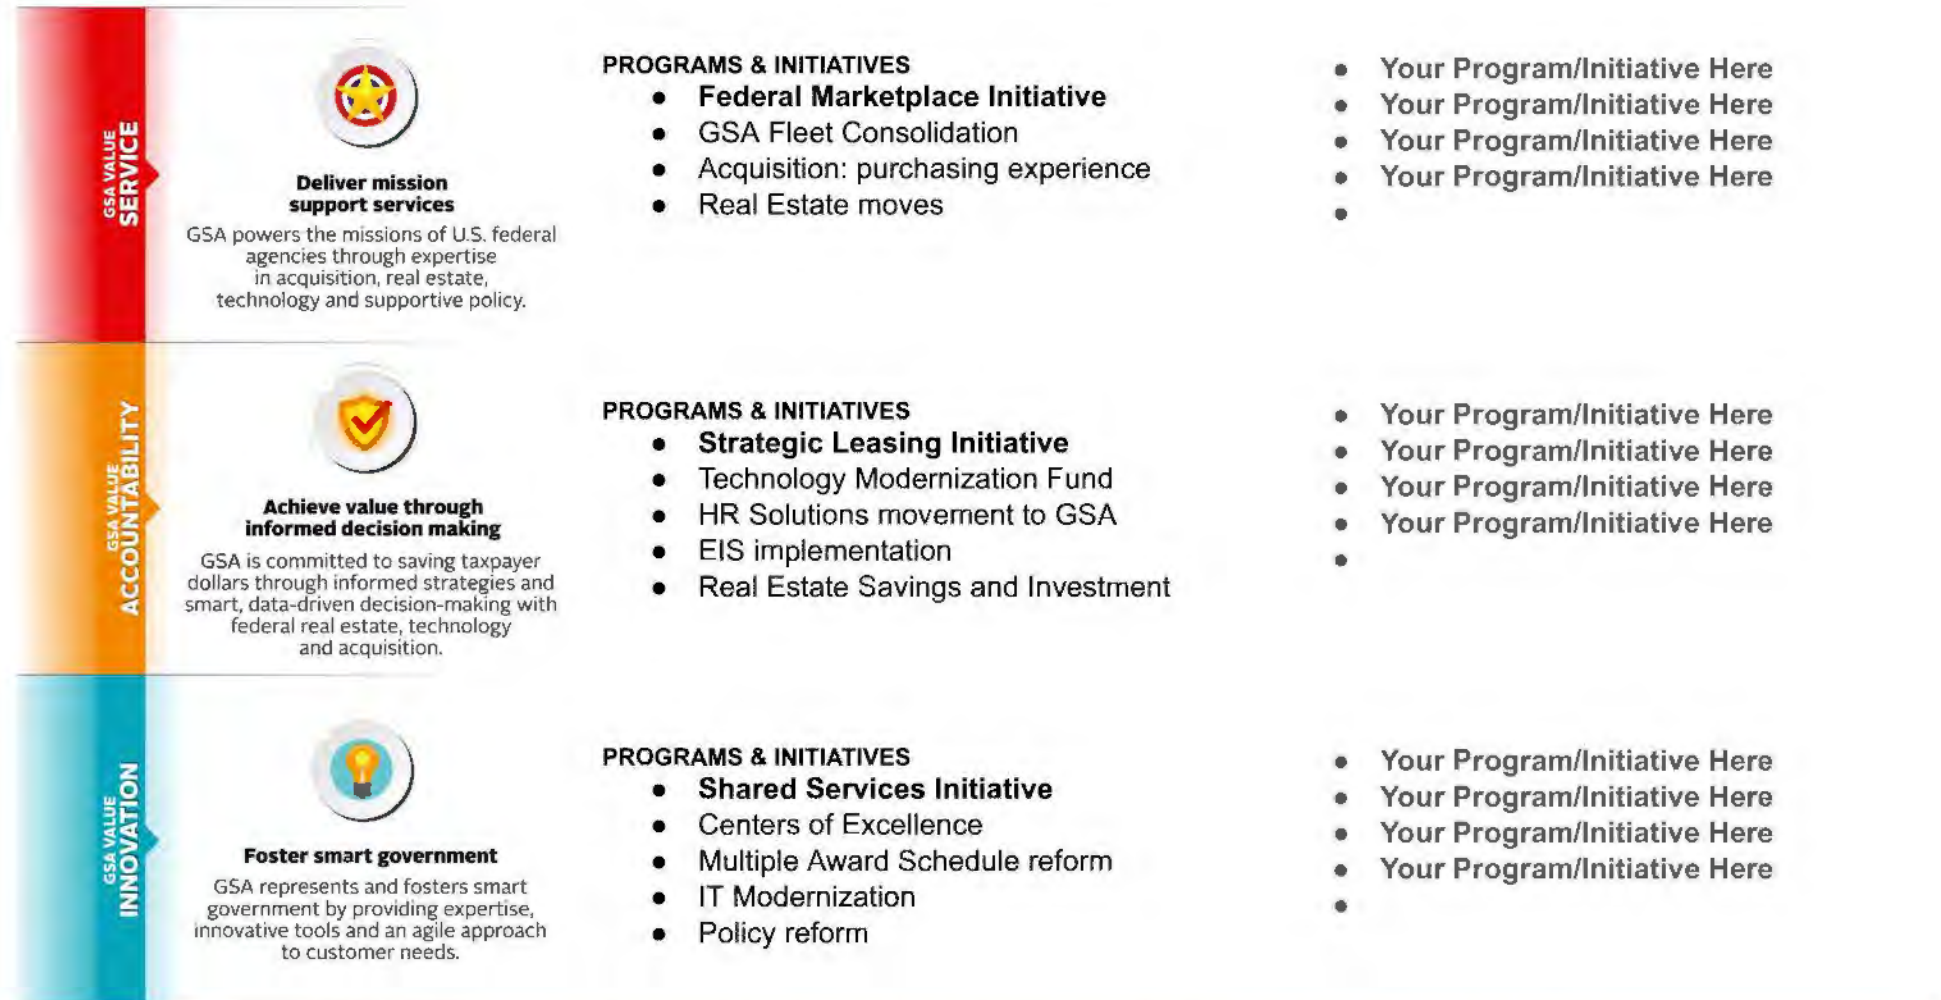 GSA VALUE
SERVICE
Deliver mission
support services
GSA powers the missions of U.S. federal
agencies through expertise
in acquisition, real estate,
technology and supportive policy.
PROGRAMS & INITIATIVES
● Federal Marketplace Initiative
● GSA Fleet Consolidation
● Acquisition: purchasing experience
● Real Estate moves
● Your Program/Initiative Here
● Your Program/Initiative Here
● Your Program/Initiative Here
● Your Program/Initiative Here
●
GSA VALUE
ACCOUNTABILITY
Achieve value through
informed decision making
GSA is committed to saving taxpayer
dollars through informed strategies and
smart, data-driven decision-making with
federal real estate, technology
and acquisition.
PROGRAMS & INITIATIVES
● Strategic Leasing Initiative
● Technology Modernization Fund
● HR Solutions movement to GSA
● EIS implementation
● Real Estate Savings and Investment
● Your Program/Initiative Here
● Your Program/Initiative Here
● Your Program/Initiative Here
● Your Program/Initiative Here
●
GSA VALUE
INNOVATION
Foster smart government
GSA represents and fosters smart
government by providing expertise,
innovative tools and an agile approach
to customer needs.
PROGRAMS & INITIATIVES
● Shared Services Initiative
● Centers of Excellence
● Multiple Award Schedule reform
● IT Modernization
● Policy reform
● Your Program/Initiative Here
● Your Program/Initiative Here
● Your Program/Initiative Here
● Your Program/Initiative Here
●